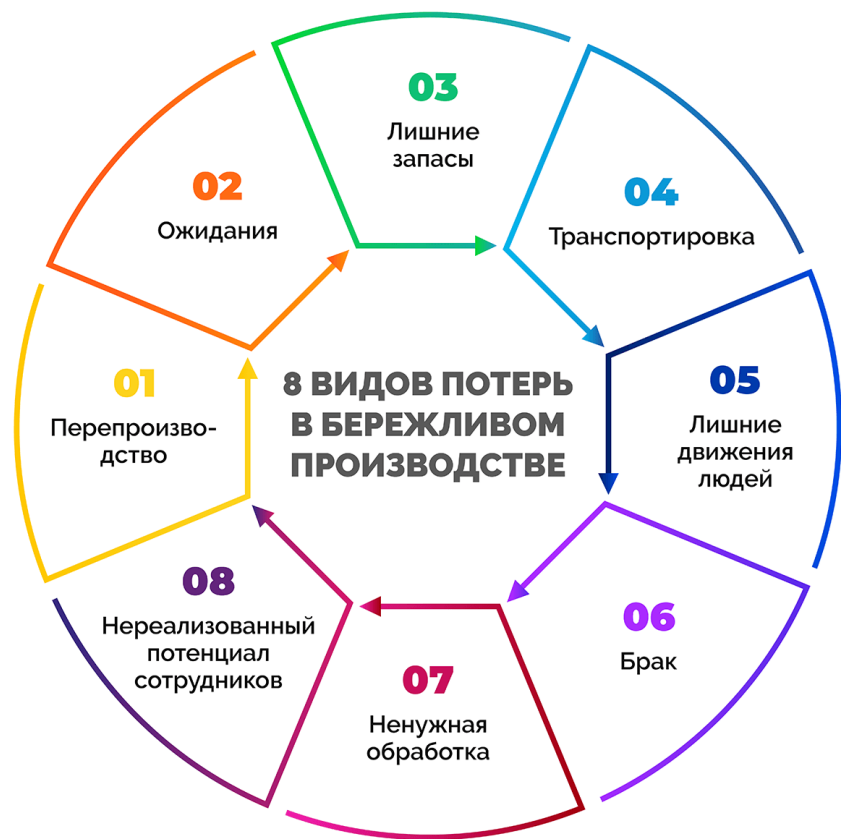 8 ВИДОВ ПОТЕРЬ
В БЕРЕЖЛИВОМ
ПРОИЗВОДСТВЕ
01
Перепроизво-
дство
02
Ожидания
03
Лишние
запасы
04
Транспортировка
05
Лишние
движения
людей
06
Брак
07
Ненужная
обработка
08
Нереализованный
потенциал
сотрудников